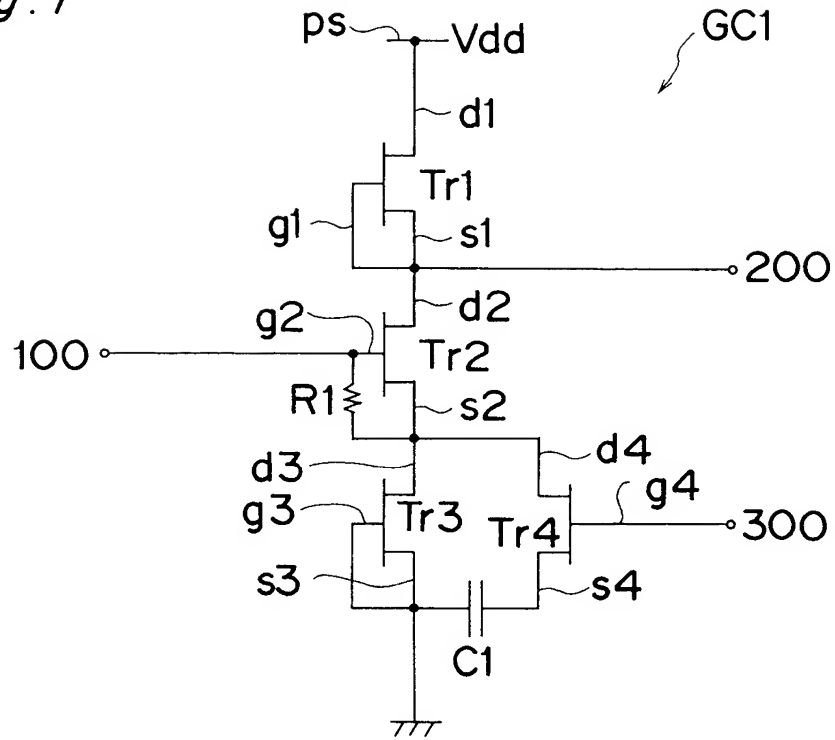 ps
Vdd
GC1
d1
Tr1
g1
s1
200
d2
g2
100
Tr2
R1
s2
d3
d4
g4
g3
Tr3
Tr4
300
s3
s4
C1